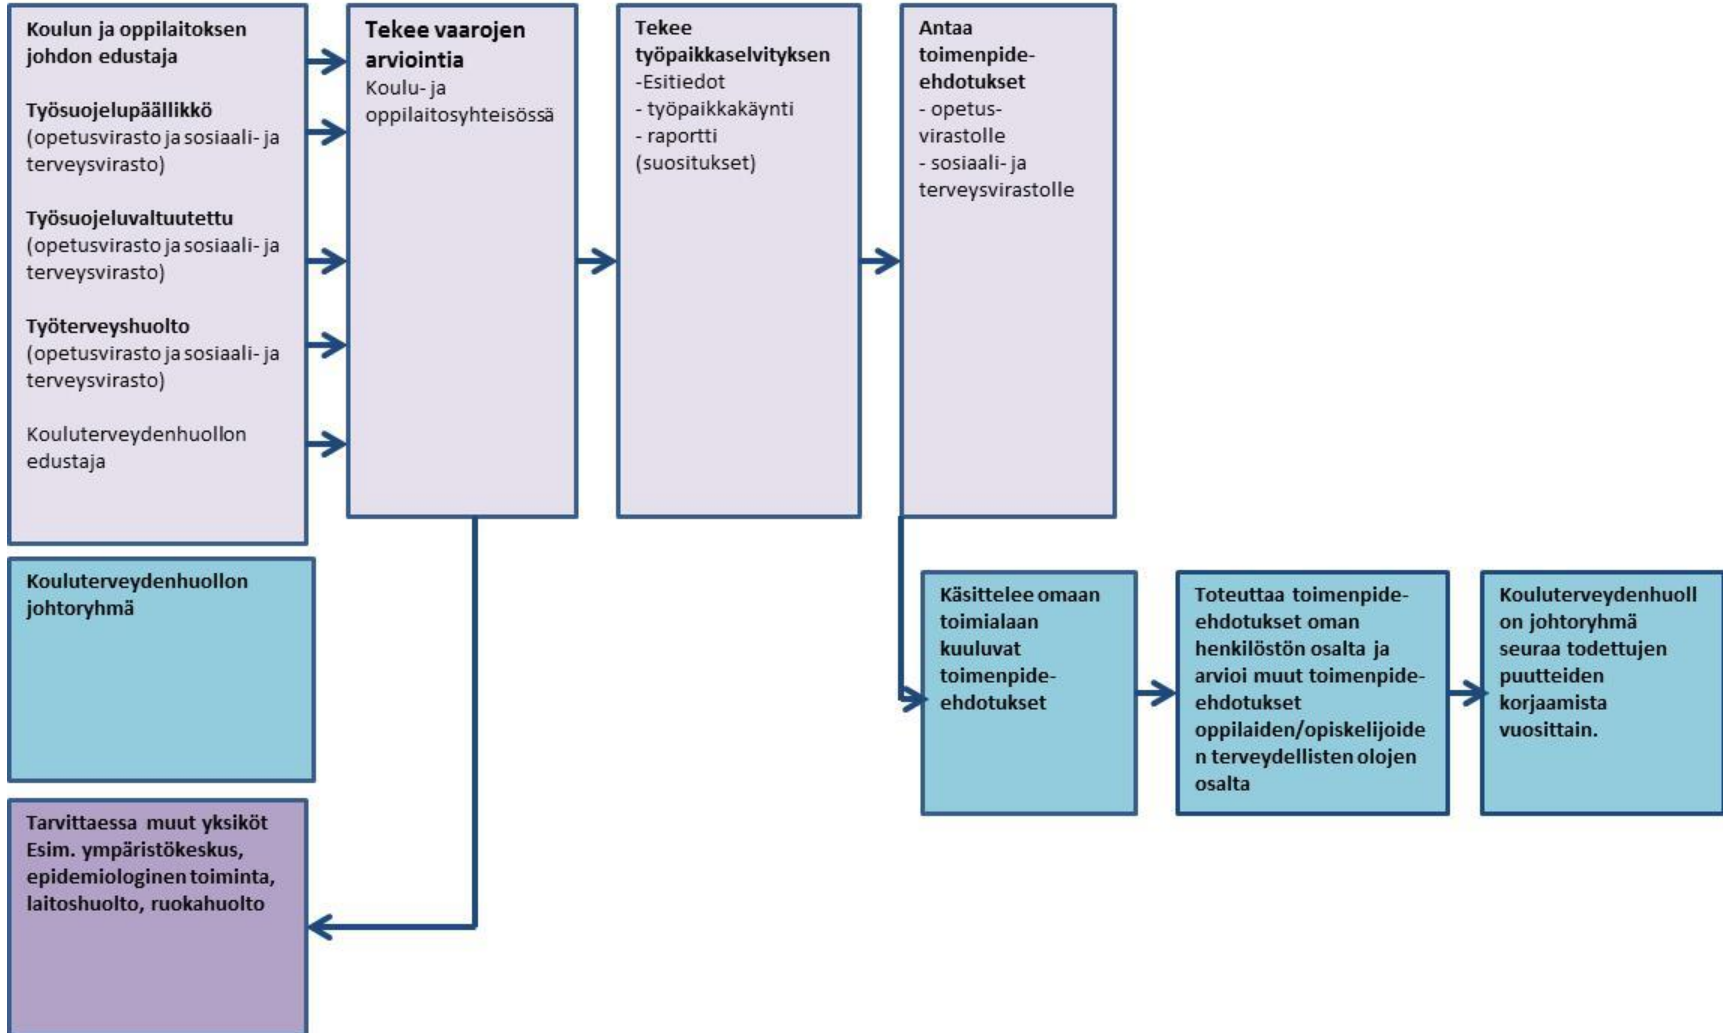 Koulun ja oppilaitoksen
johdon edustaja
Työsuojelupäällikkö
(opetusvirasto ja sosiaali- ja
terveysvirasto)
Työsuojeluvaltuutettu
(opetusvirasto ja sosiaali- ja
terveysvirasto)
Työterveyshuolto
(opetusvirasto ja sosiaali- ja
terveysvirasto)
Kouluterveydenhuollon
edustaja
Tekee vaarojen
arviointia
Koulu- ja
oppilaitosyhteisössä
Tekee
työpaikkaselvityksen
-Esitiedot
- työpaikkakäynti
- raportti
(suositukset)
Antaa
toimenpide-
ehdotukset
- opetus-
virastolle
- sosiaali- ja
terveysvirastolle
Kouluterveydenhuollon
johtoryhmä
Käsittelee omaan
toimialaan
kuuluvat
toimenpide-
ehdotukset
Toteuttaa toimenpide-
ehdotukset oman
henkilöstön osalta ja
arvioi muut toimenpide-
ehdotukset
oppilaiden/opiskelijoide
n terveydellisten olojen
osalta
Kouluterveydenhuoll
on johtoryhmä
seuraa todettujen
puutteiden
korjaamista
vuosittain.
Tarvittaessa muut yksiköt
Esim. ympäristökeskus,
epidemiologinen toiminta,
laitoshuolto, ruokahuolto